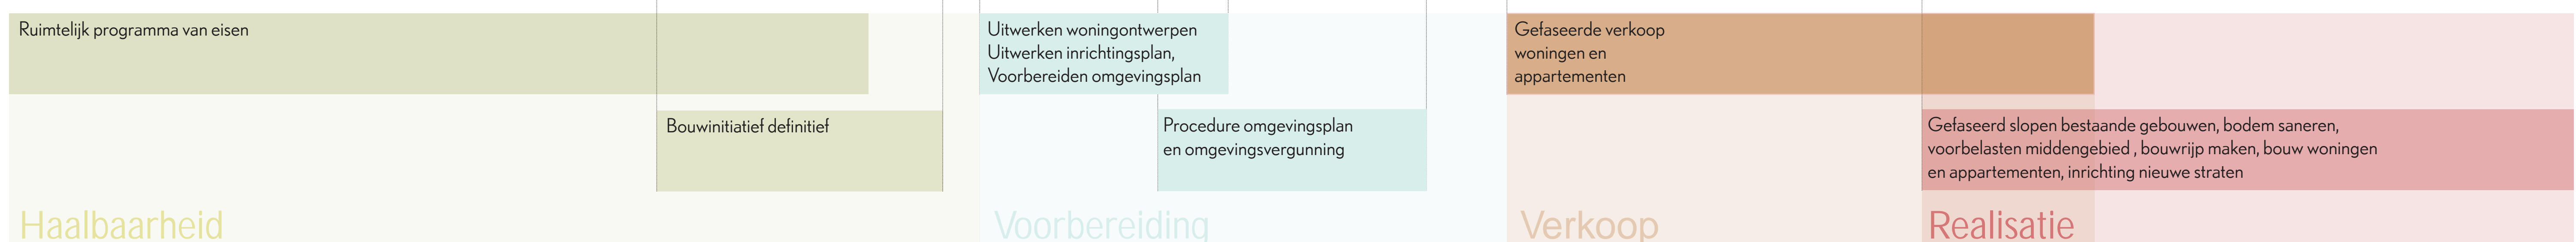 Ruimtelijk programma van eisen
Bouwinitiatief definitief
Haalbaarheid
Uitwerken woningontwerpen
Uitwerken inrichtingsplan,
Voorbereiden omgevingsplan
Procedure omgevingsplan
en omgevingsvergunning
Voorbereiding
Gefaseerde verkoop
woningen en
appartementen
Verkoop
Gefaseerd slopen bestaande gebouwen, bodem saneren,
voorbelasten middengebied , bouwrijp maken, bouw woningen
en appartementen, inrichting nieuwe straten
Realisatie